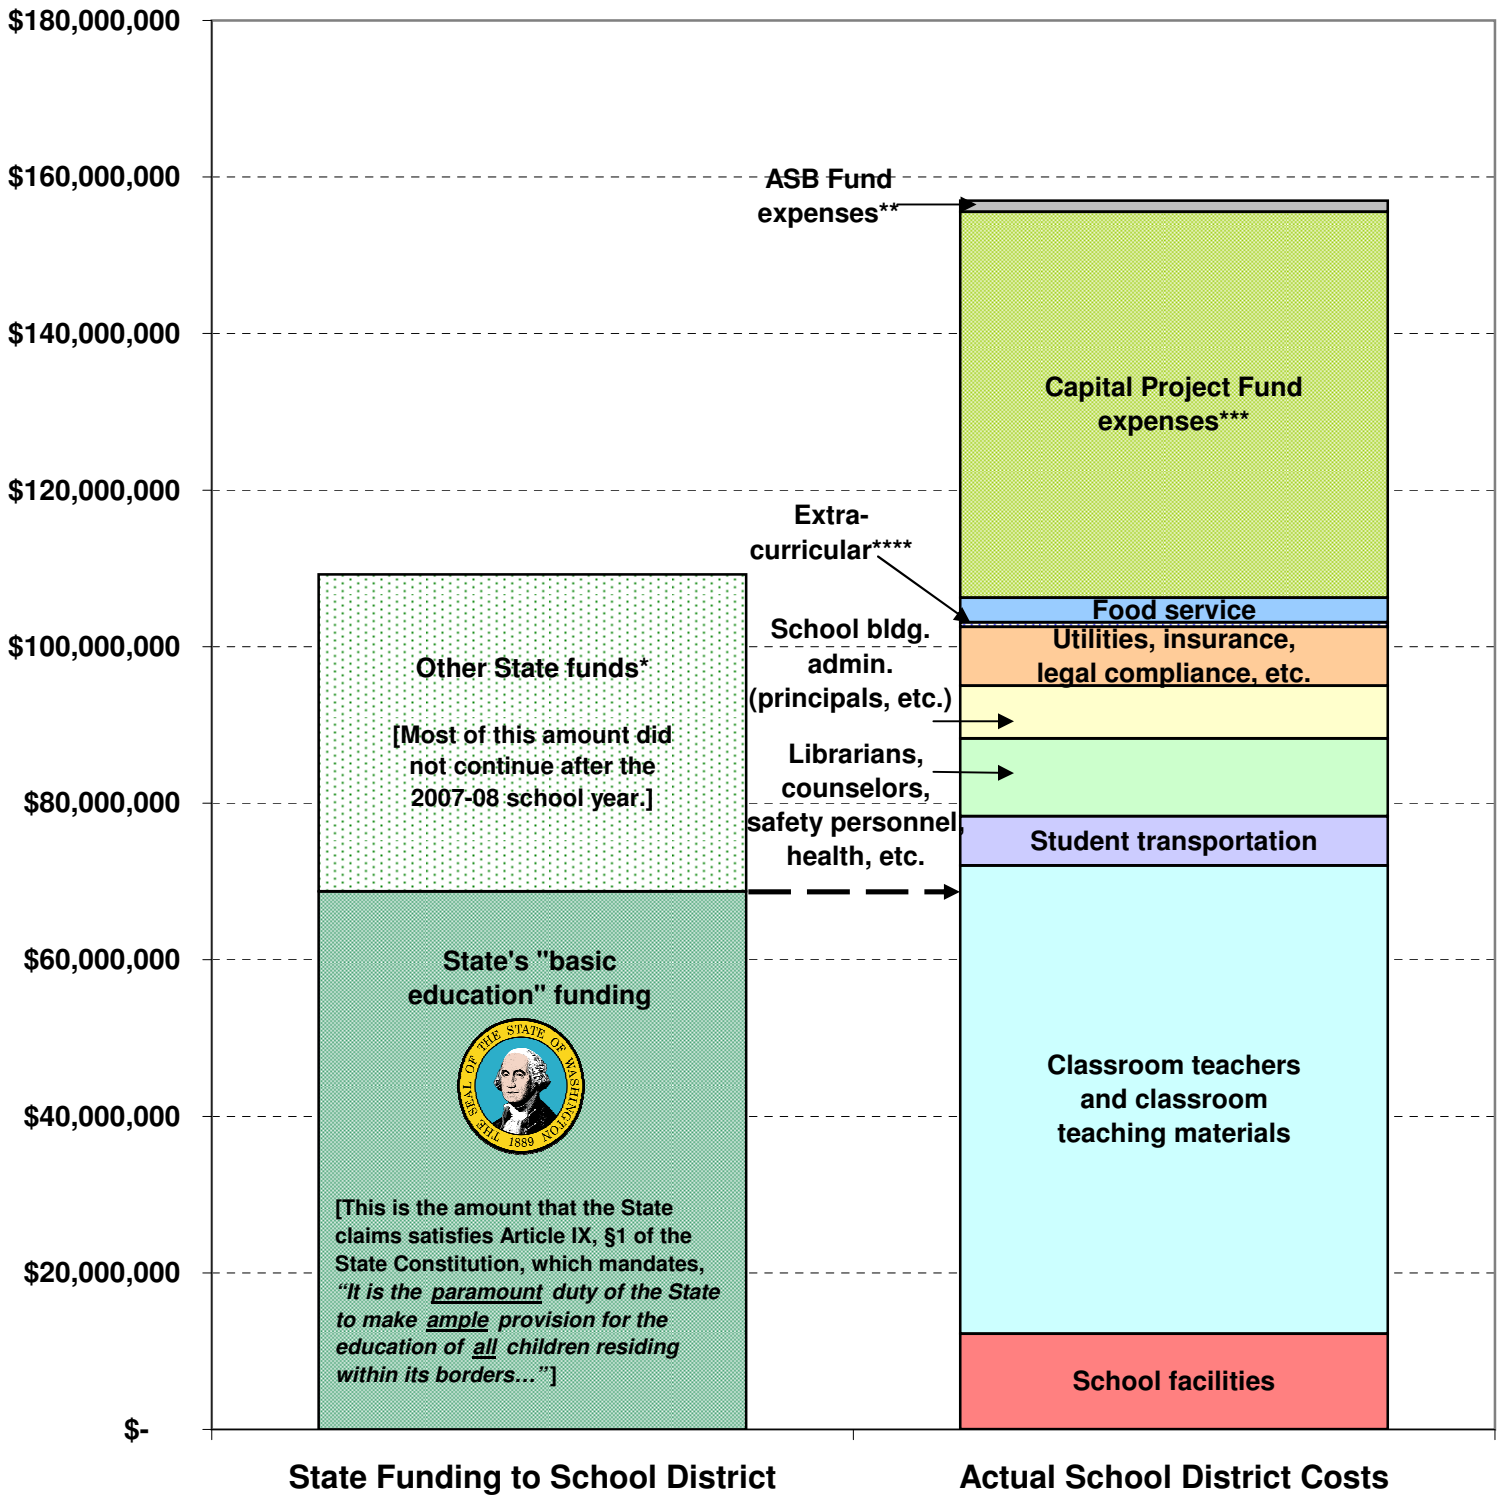 $180,000,000
$160,000,000
$140,000,000
$120,000,000
$100,000,000
$80,000,000
$60,000,000
$40,000,000
$20,000,000
$-
Other State funds*
[Most of this amount did
not continue after the
2007-08 school year.]
State's "basic
education" funding
THE SEAL OF THE STATE OF WASHINGTON
1889
[This is the amount that the State
claims satisfies Article IX, §1 of the
State Constitution, which mandates,
“It is the paramount duty of the State
to make ample provision for the
education of all children residing
within its borders…”]
ASB Fund
expenses**
Extra-
curricular****
School bldg.
admin.
(principals, etc.)
Librarians,
counselors,
safety personnel,
health, etc.
Capital Project Fund
expenses***
Food service
Utilities, insurance,
legal compliance, etc.
Student transportation
Classroom teachers
and classroom
teaching materials
School facilities
State Funding to School District
Actual School District Costs